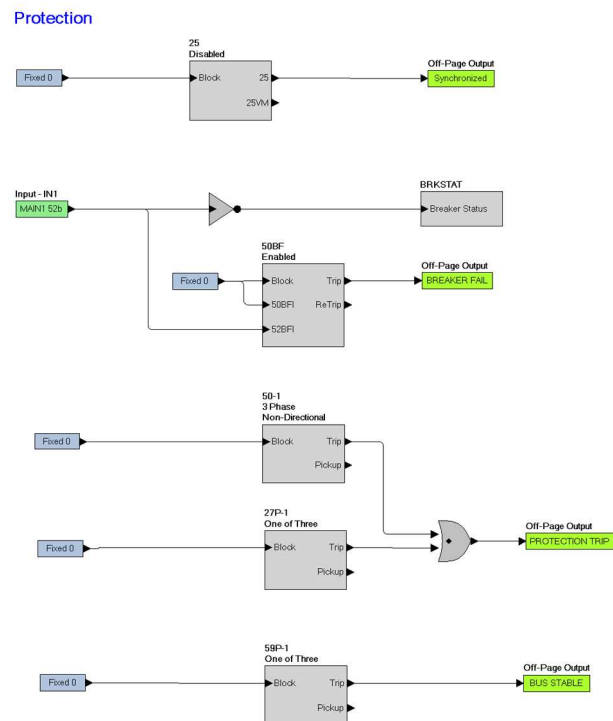 Protection
25
Disabled
Fixed 0
Block
25
25VM
Off-Page Output
Synchronized
Input - IN1
MAIN1 52b
BRKSTAT
Breaker Status
50BF
Enabled
Fixed 0
Block
Trip
50BFI
ReTrip
52BFI
Off-Page Output
BREAKER FAIL
50-1
3 Phase
Non-Directional
Fixed 0
Block
Trip
Pickup
27P-1
One of Three
Fixed 0
Block
Trip
Pickup
Off-Page Output
PROTECTION TRIP
59P-1
One of Three
Fixed 0
Block
Trip
Pickup
Off-Page Output
BUS STABLE